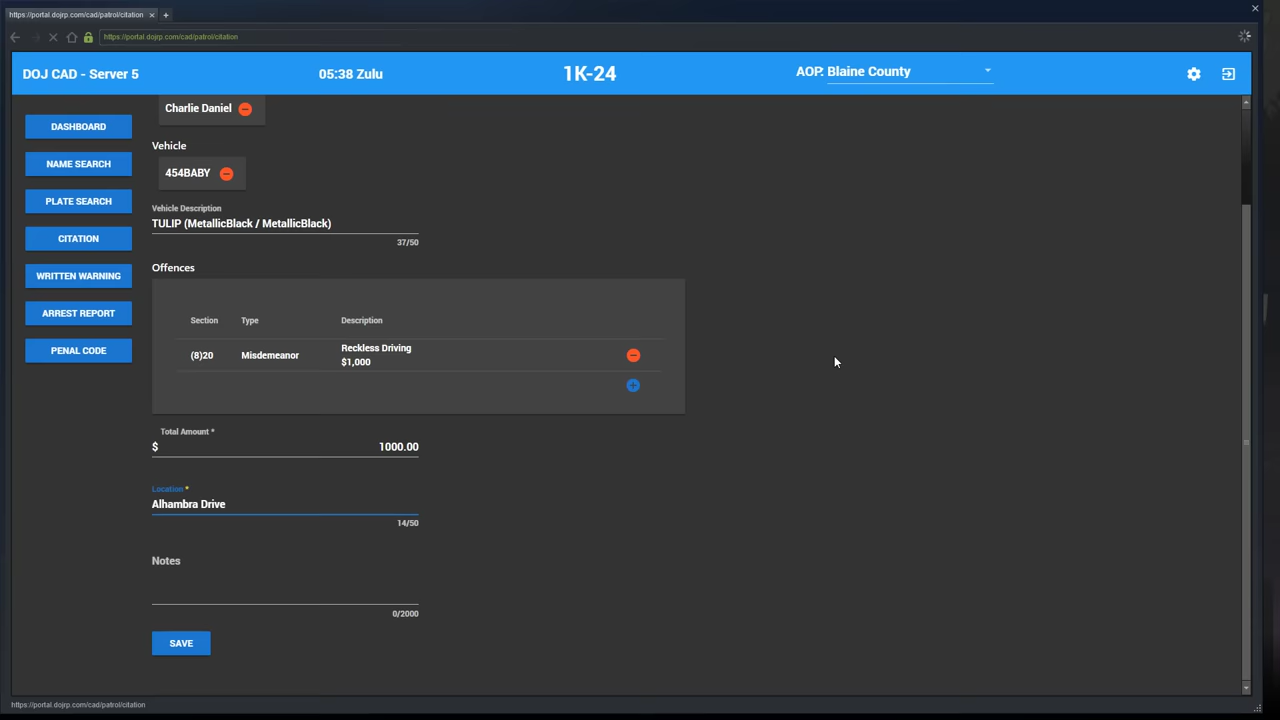 https://portal.dojrp.com/cad/patrol/citation
https://portal.dojrp.com/cad/patrol/citation
DOJ CAD - Server 5
05:38 Zulu
1K-24
AOP: Blaine County
DASHBOARD
NAME SEARCH
PLATE SEARCH
CITATION
WRITTEN WARNING
ARREST REPORT
PENAL CODE
Charlie Daniel
Vehicle
454BABY
Vehicle Description
TULIP (MetallicBlack / MetallicBlack)
37/50
Offences
Section Type Description
(8)20 Misdemeanor Reckless Driving
$1,000
Total Amount *
$ 1000.00
Location *
Alhambra Drive
14/50
Notes
0/2000
SAVE
https://portal.dojrp.com/cad/patrol/citation